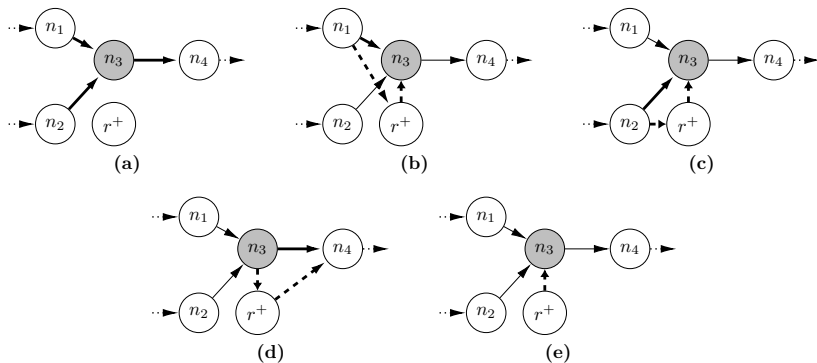 n₁ n₃ n₄ n₂ r⁺
(a)
n₁ n₃ n₄ n₂ r⁺
(b)
n₁ n₃ n₄ n₂ r⁺
(c)
n₁ n₃ n₄ n₂ r⁺
(d)
n₁ n₃ n₄ n₂ r⁺
(e)